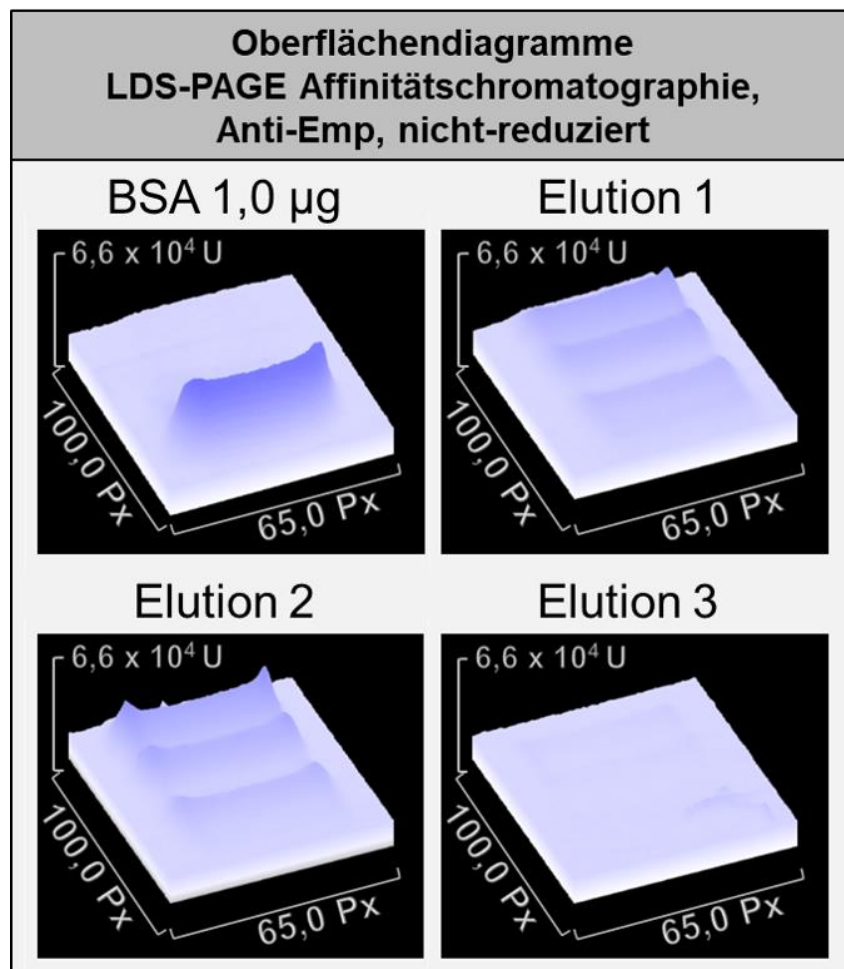 Oberflächendiagramme
LDS-PAGE Affinitätschromatographie,
Anti-Emp, nicht-reduziert
BSA 1,0 µg
6,6 x 10⁴ U
100,0 Px
65,0 Px
Elution 1
6,6 x 10⁴ U
100,0 Px
65,0 Px
Elution 2
6,6 x 10⁴ U
100,0 Px
65,0 Px
Elution 3
6,6 x 10⁴ U
100,0 Px
65,0 Px